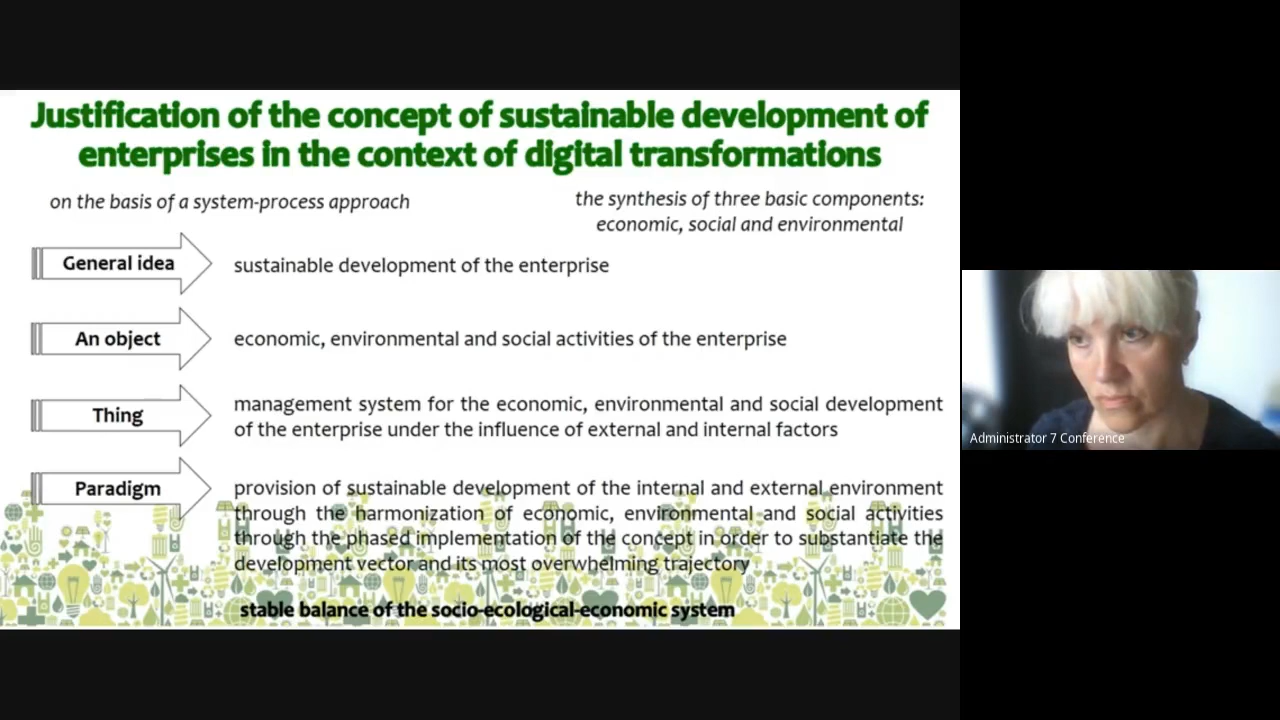 Justification of the concept of sustainable development of
enterprises in the context of digital transformations
on the basis of a system-process approach
the synthesis of three basic components:
economic, social and environmental
General idea
sustainable development of the enterprise
An object
economic, environmental and social activities of the enterprise
Thing
management system for the economic, environmental and social development
of the enterprise under the influence of external and internal factors
Paradigm
provision of sustainable development of the internal and external environment
through the harmonization of economic, environmental and social activities
through the phased implementation of the concept in order to substantiate the
development vector and its most overwhelming trajectory
stable balance of the socio-ecological-economic system
Administrator 7 Conference